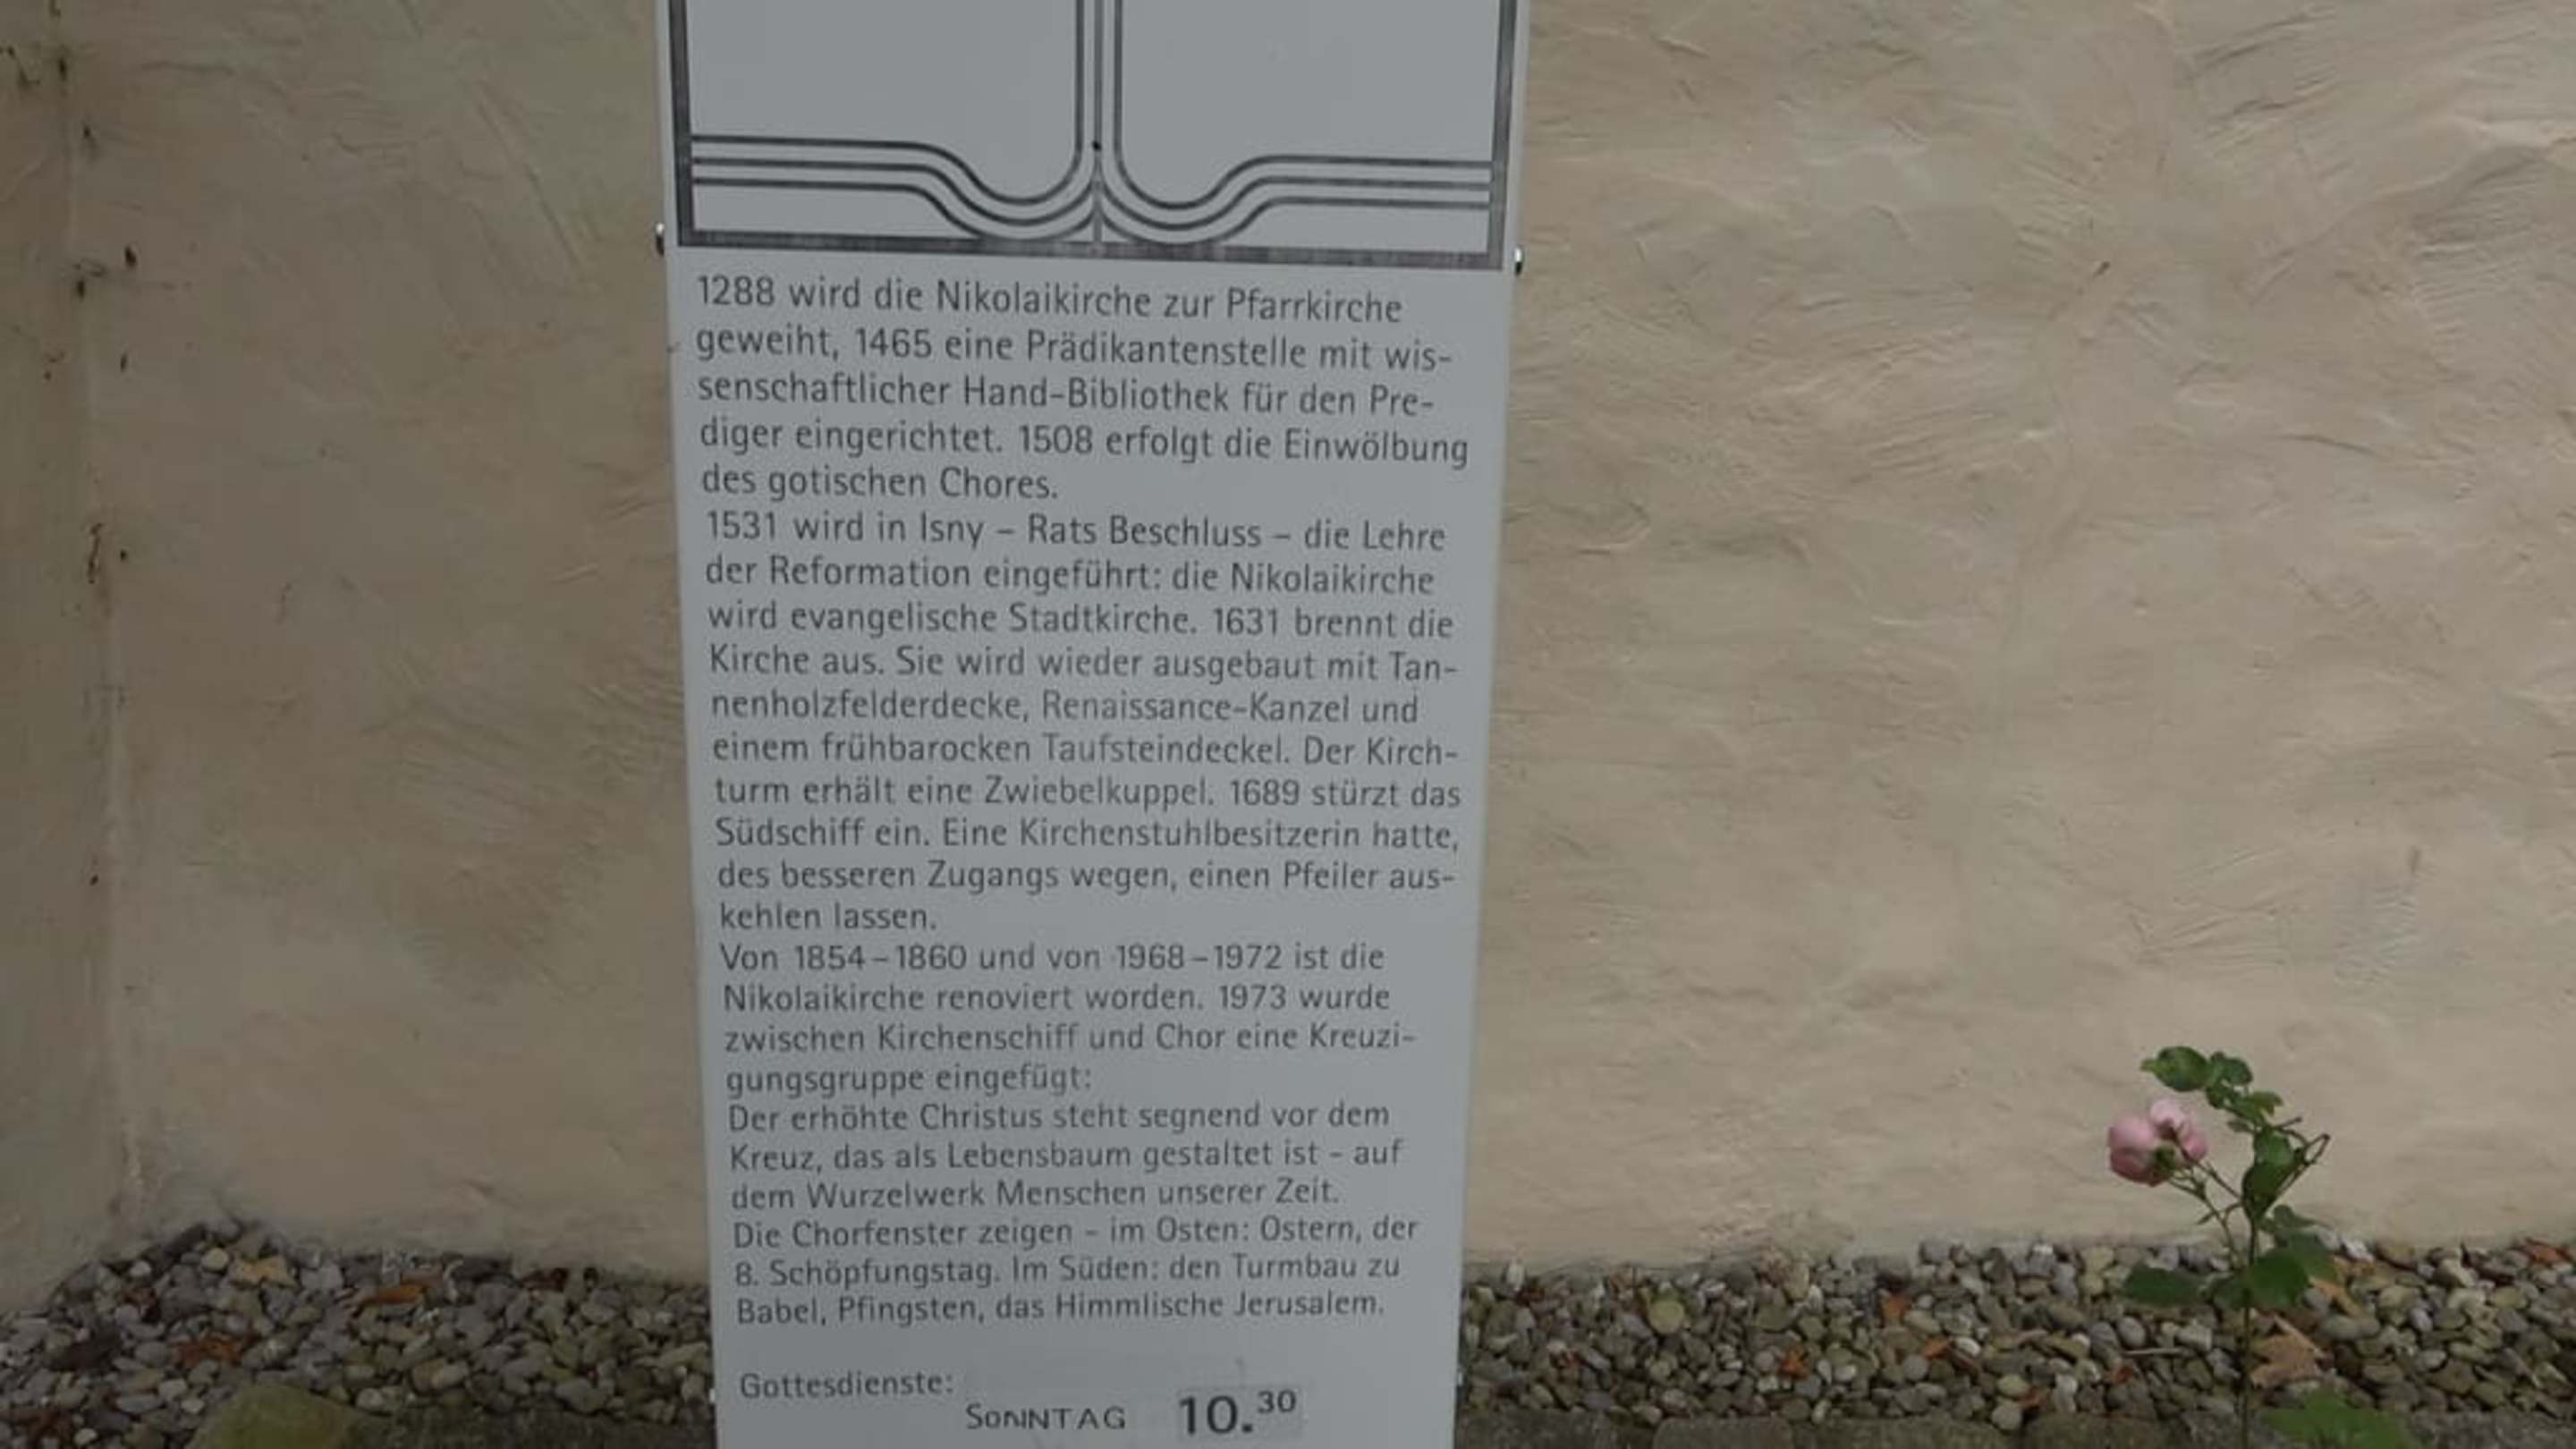 1288 wird die Nikolaikirche zur Pfarrkirche
geweiht, 1465 eine Prädikantenstelle mit wis-
senschaftlicher Hand-Bibliothek für den Pre-
diger eingerichtet. 1508 erfolgt die Einwölbung
des gotischen Chores.
1531 wird in Isny – Rats Beschluss – die Lehre
der Reformation eingeführt: die Nikolaikirche
wird evangelische Stadtkirche. 1631 brennt die
Kirche aus. Sie wird wieder ausgebaut mit Tan-
nenholzfelderdecke, Renaissance-Kanzel und
einem frühbarocken Taufsteindeckel. Der Kirch-
turm erhält eine Zwiebelkuppel. 1689 stürzt das
Südschiff ein. Eine Kirchenstuhlbesitzerin hatte,
des besseren Zugangs wegen, einen Pfeiler aus-
kehlen lassen.
Von 1854–1860 und von 1968–1972 ist die
Nikolaikirche renoviert worden. 1973 wurde
zwischen Kirchenschiff und Chor eine Kreuzi-
gungsgruppe eingefügt:
Der erhöhte Christus steht segnend vor dem
Kreuz, das als Lebensbaum gestaltet ist - auf
dem Wurzelwerk Menschen unserer Zeit.
Die Chorfenster zeigen – im Osten: Ostern, der
8. Schöpfungstag. Im Süden: den Turmbau zu
Babel, Pfingsten, das Himmlische Jerusalem.
Gottesdienste:
SONNTAG 10.30